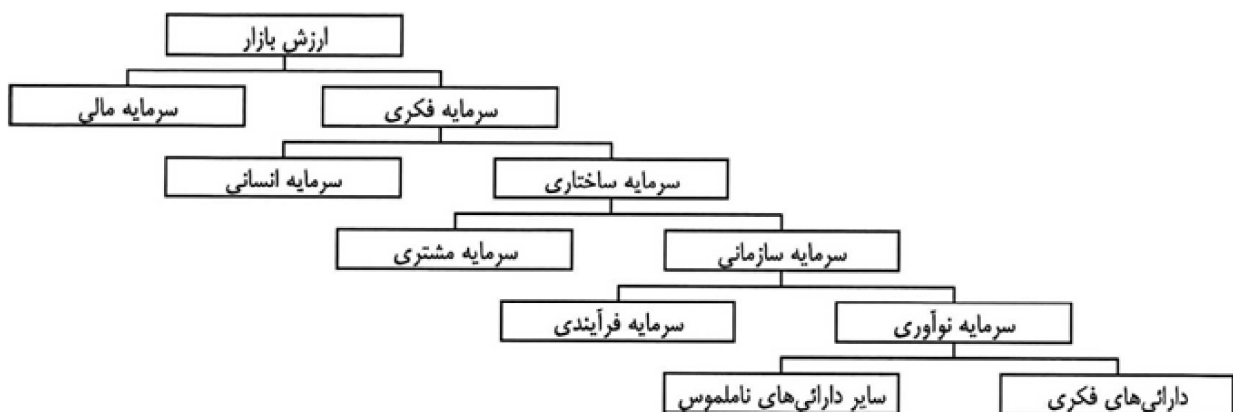 ارزش بازار
سرمایه فکری
سرمایه مالی
سرمایه ساختاری
سرمایه انسانی
سرمایه سازمانی
سرمایه مشتری
سرمایه نوآوری
سرمایه فرآیندی
دارائی‌های فکری
سایر دارائی‌های ناملموس